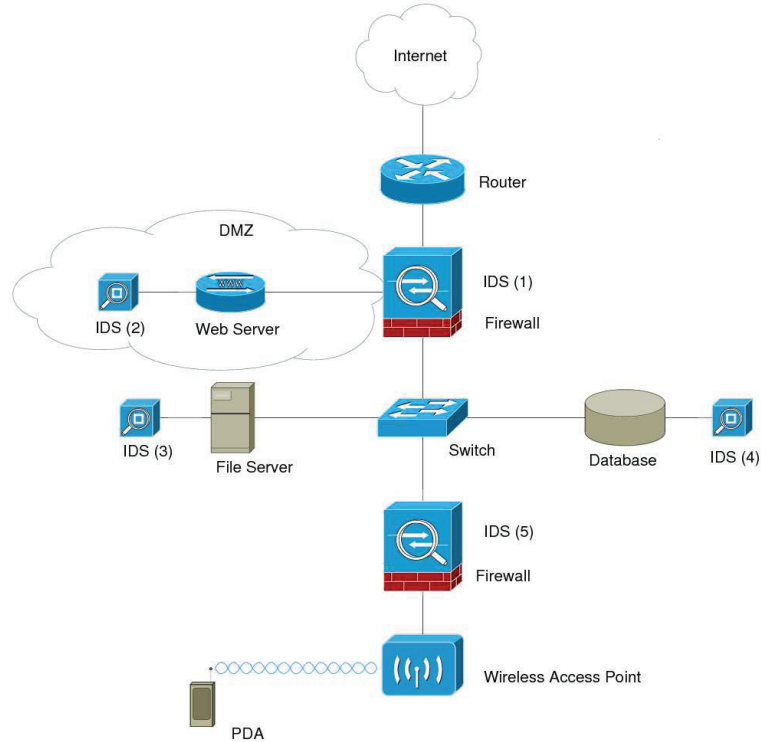 Internet
Router
DMZ
IDS (1)
WWW
IDS (2)
Web Server
Firewall
IDS (3)
File Server
Switch
Database
IDS (4)
IDS (5)
Firewall
Wireless Access Point
PDA